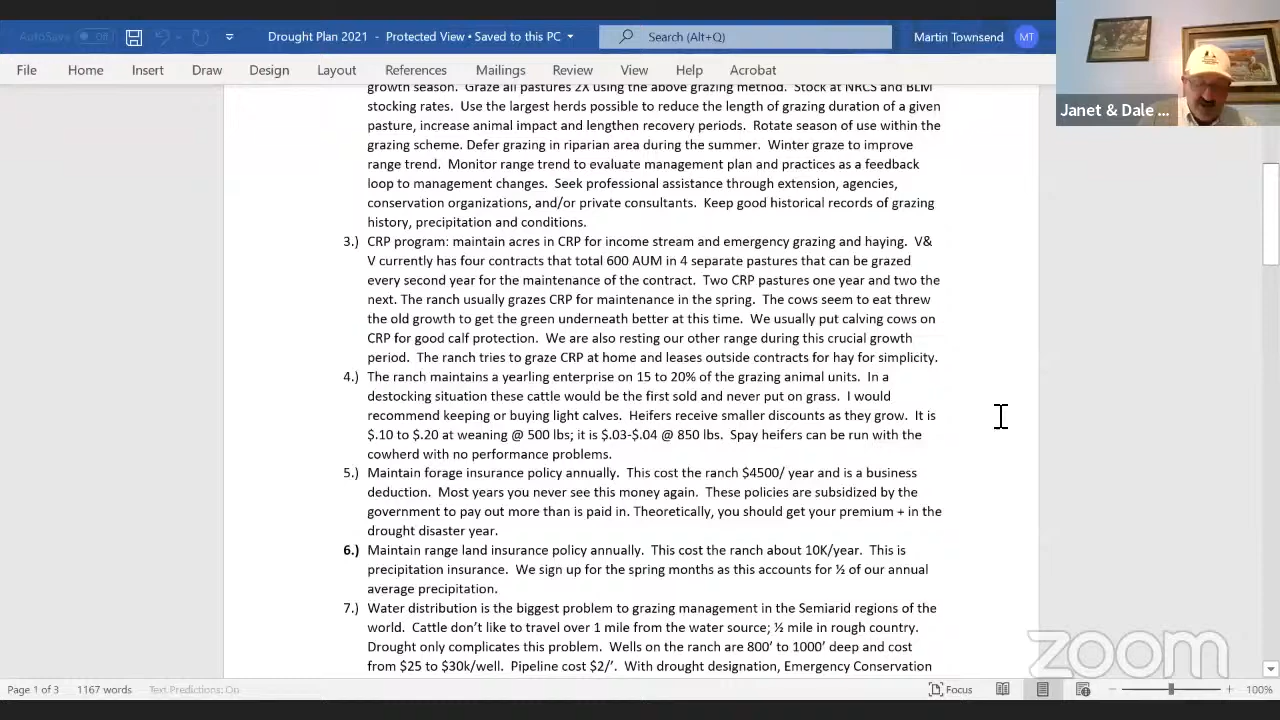 AutoSave Off
Drought Plan 2021 - Protected View • Saved to this PC
Search (Alt+Q)
Martin Townsend MT
File Home Insert Draw Design Layout References Mailings Review View Help Acrobat
Janet & Dale ...
growth season. Graze all pastures 2X using the above grazing method. Stock at NRCS and BLM
stocking rates. Use the largest herds possible to reduce the length of grazing duration of a given
pasture, increase animal impact and lengthen recovery periods. Rotate season of use within the
grazing scheme. Defer grazing in riparian area during the summer. Winter graze to improve
range trend. Monitor range trend to evaluate management plan and practices as a feedback
loop to management changes. Seek professional assistance through extension, agencies,
conservation organizations, and/or private consultants. Keep good historical records of grazing
history, precipitation and conditions.
3.) CRP program: maintain acres in CRP for income stream and emergency grazing and haying. V&
V currently has four contracts that total 600 AUM in 4 separate pastures that can be grazed
every second year for the maintenance of the contract. Two CRP pastures one year and two the
next. The ranch usually grazes CRP for maintenance in the spring. The cows seem to eat threw
the old growth to get the green underneath better at this time. We usually put calving cows on
CRP for good calf protection. We are also resting our other range during this crucial growth
period. The ranch tries to graze CRP at home and leases outside contracts for hay for simplicity.
4.) The ranch maintains a yearling enterprise on 15 to 20% of the grazing animal units. In a
destocking situation these cattle would be the first sold and never put on grass. I would
recommend keeping or buying light calves. Heifers receive smaller discounts as they grow. It is
$.10 to $.20 at weaning @ 500 lbs; it is $.03-$.04 @ 850 lbs. Spay heifers can be run with the
cowherd with no performance problems.
5.) Maintain forage insurance policy annually. This cost the ranch $4500/ year and is a business
deduction. Most years you never see this money again. These policies are subsidized by the
government to pay out more than is paid in. Theoretically, you should get your premium + in the
drought disaster year.
6.) Maintain range land insurance policy annually. This cost the ranch about 10K/year. This is
precipitation insurance. We sign up for the spring months as this accounts for ½ of our annual
average precipitation.
7.) Water distribution is the biggest problem to grazing management in the Semiarid regions of the
world. Cattle don't like to travel over 1 mile from the water source; ½ mile in rough country.
Drought only complicates this problem. Wells on the ranch are 800' to 1000' deep and cost
from $25 to $30k/well. Pipeline cost $2/'. With drought designation, Emergency Conservation
zoom
Page 1 of 3 1167 words Text Predictions: On Focus 100%